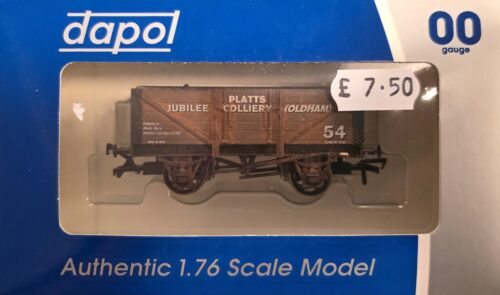 dapol
00
gauge
£ 7.50
PLATTS
JUBILEE COLLIERY (OLDHAM)
54
Authentic 1.76 Scale Model